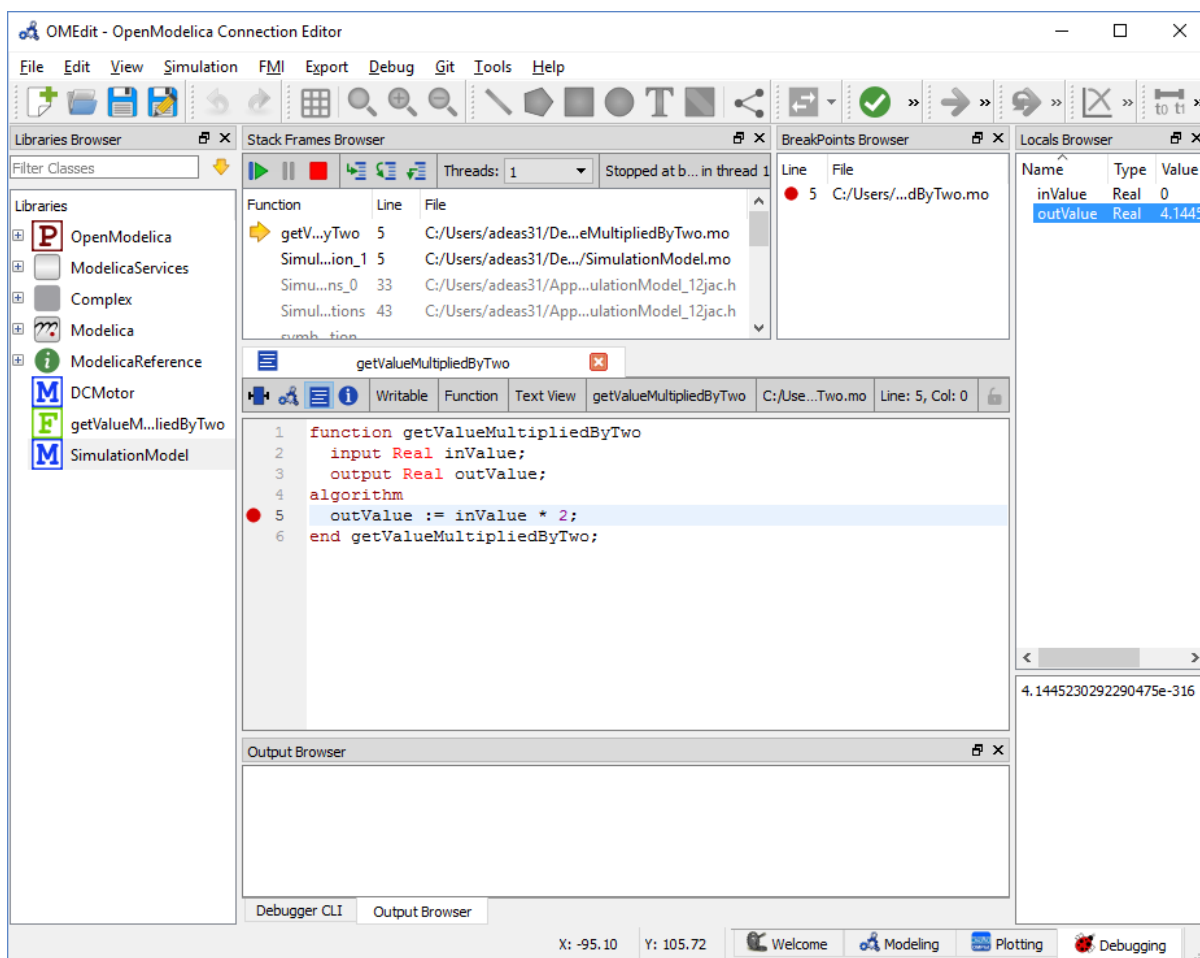 OMEdit - OpenModelica Connection Editor
File Edit View Simulation FMI Export Debug Git Tools Help
T » » » » t0 t1 »
Libraries Browser
Filter Classes
Libraries
P OpenModelica
ModelicaServices
Complex
Modelica
i ModelicaReference
M DCMotor
F getValueM...liedByTwo
M SimulationModel
Stack Frames Browser
Threads: 1 Stopped at b... in thread 1
Function Line File
getV...yTwo 5 C:/Users/adeas31/De...eMultipliedByTwo.mo
Simul...ion_1 5 C:/Users/adeas31/De.../SimulationModel.mo
Simu...ns_0 33 C:/Users/adeas31/App...ulationModel_12jac.h
Simul...tions 43 C:/Users/adeas31/App...ulationModel_12jac.h
BreakPoints Browser
Line File
5 C:/Users/...dByTwo.mo
Locals Browser
Name Type Value
inValue Real 0
outValue Real 4.1445
4.1445230292290475e-316
getValueMultipliedByTwo
i Writable Function Text View getValueMultipliedByTwo C:/Use...Two.mo Line: 5, Col: 0
1 function getValueMultipliedByTwo
2 input Real inValue;
3 output Real outValue;
4 algorithm
5 outValue := inValue * 2;
6 end getValueMultipliedByTwo;
Output Browser
Debugger CLI Output Browser
X: -95.10 Y: 105.72 Welcome Modeling Plotting Debugging